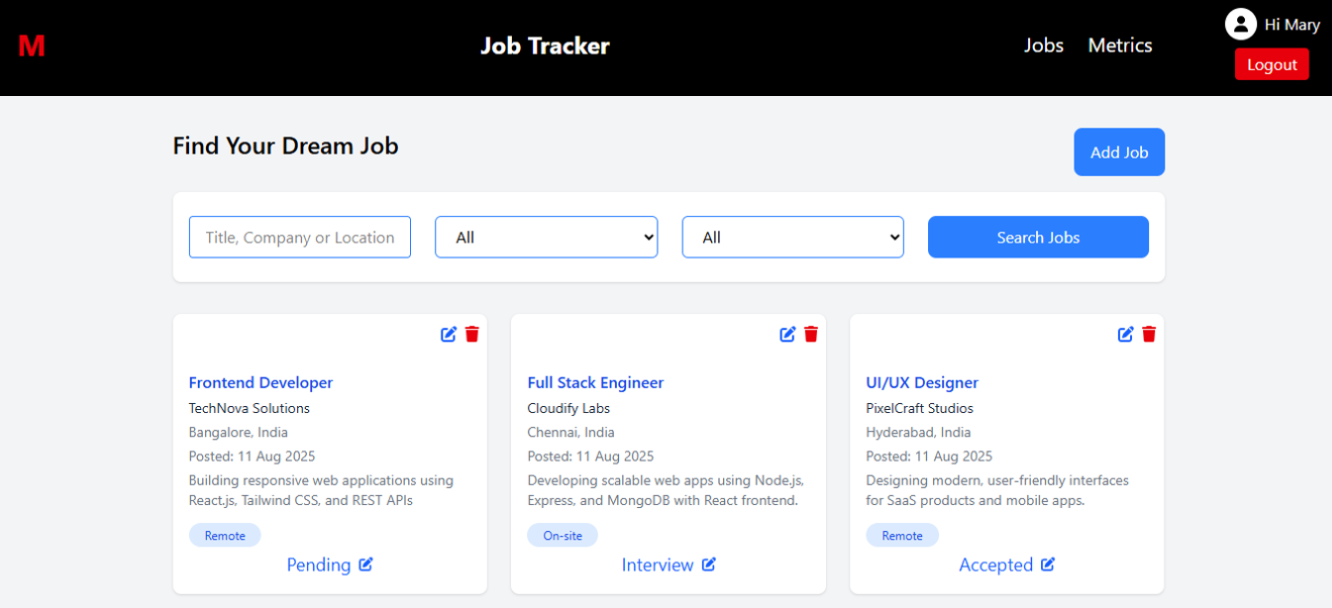 M
Job Tracker
Jobs
Metrics
Hi Mary
Logout
Find Your Dream Job
Add Job
Title, Company or Location
All
All
Search Jobs
Frontend Developer
TechNova Solutions
Bangalore, India
Posted: 11 Aug 2025
Building responsive web applications using
React.js, Tailwind CSS, and REST APIs
Remote
Pending
Full Stack Engineer
Cloudify Labs
Chennai, India
Posted: 11 Aug 2025
Developing scalable web apps using Node.js,
Express, and MongoDB with React frontend.
On-site
Interview
UI/UX Designer
PixelCraft Studios
Hyderabad, India
Posted: 11 Aug 2025
Designing modern, user-friendly interfaces
for SaaS products and mobile apps.
Remote
Accepted